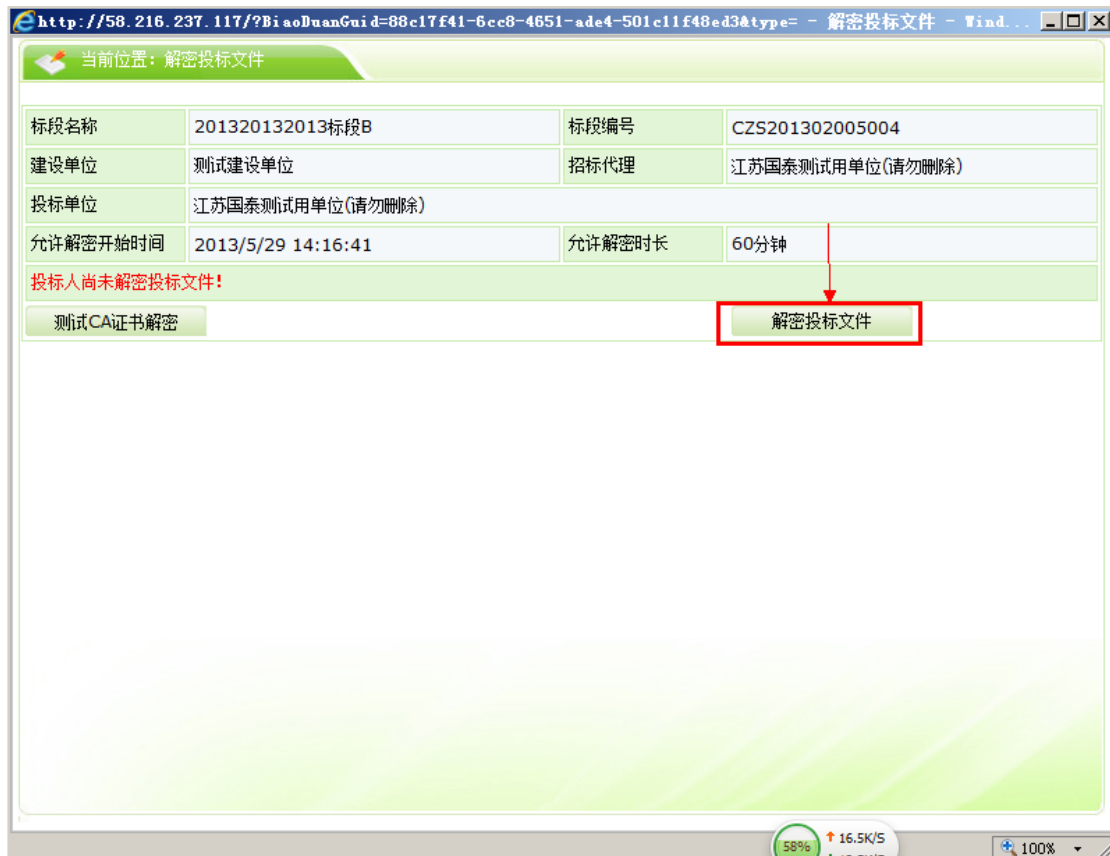 http://58.216.237.117/?BiaoDuanGuid=88c17f41-6cc8-4651-ade4-501c11f48ed3&type= - 解密投标文件 - Wind...
当前位置：解密投标文件
标段名称 201320132013标段B 标段编号 CZS201302005004
建设单位 测试建设单位 招标代理 江苏国泰测试用单位(请勿删除)
投标单位 江苏国泰测试用单位(请勿删除)
允许解密开始时间 2013/5/29 14:16:41 允许解密时长 60分钟
投标人尚未解密投标文件!
测试CA证书解密 解密投标文件
58% 16.5K/S
100%